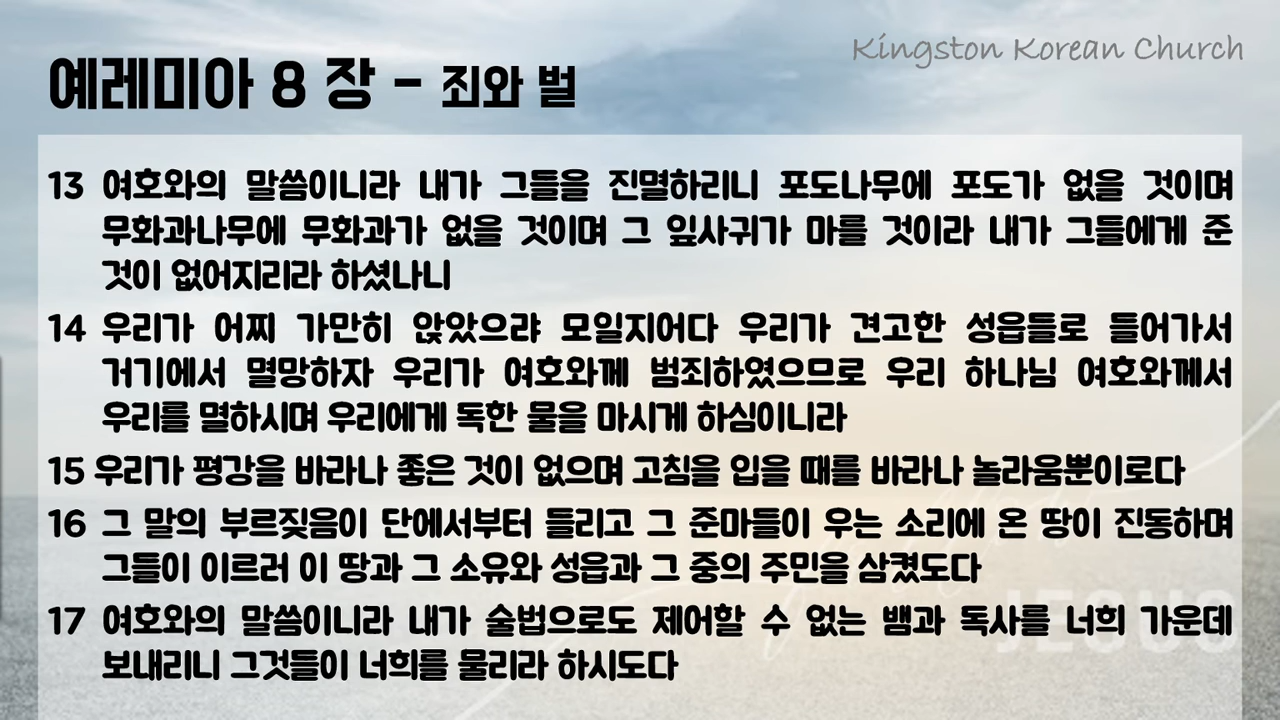 Kingston Korean Church
예레미야 8 장 - 죄와 벌
13 여호와의 말씀이니라 내가 그들을 진멸하리니 포도나무에 포도가 없을 것이며
무화과나무에 무화과가 없을 것이며 그 잎사귀가 마를 것이라 내가 그들에게 준
것이 없어지리라 하셨나니
14 우리가 어찌 가만히 앉았으랴 모일지어다 우리가 견고한 성읍들로 들어가서
거기에서 멸망하자 우리가 여호와께 범죄하였으므로 우리 하나님 여호와께서
우리를 멸하시며 우리에게 독한 물을 마시게 하심이니라
15 우리가 평강을 바라나 좋은 것이 없으며 고침을 입을 때를 바라나 놀라움뿐이로다
16 그 말의 부르짖음이 단에서부터 들리고 그 준마들이 우는 소리에 온 땅이 진동하며
그들이 이르러 이 땅과 그 소유와 성읍과 그 중의 주민을 삼켰도다
17 여호와의 말씀이니라 내가 술법으로도 제어할 수 없는 뱀과 독사를 너희 가운데
보내리니 그것들이 너희를 물리라 하시도다
JESUS